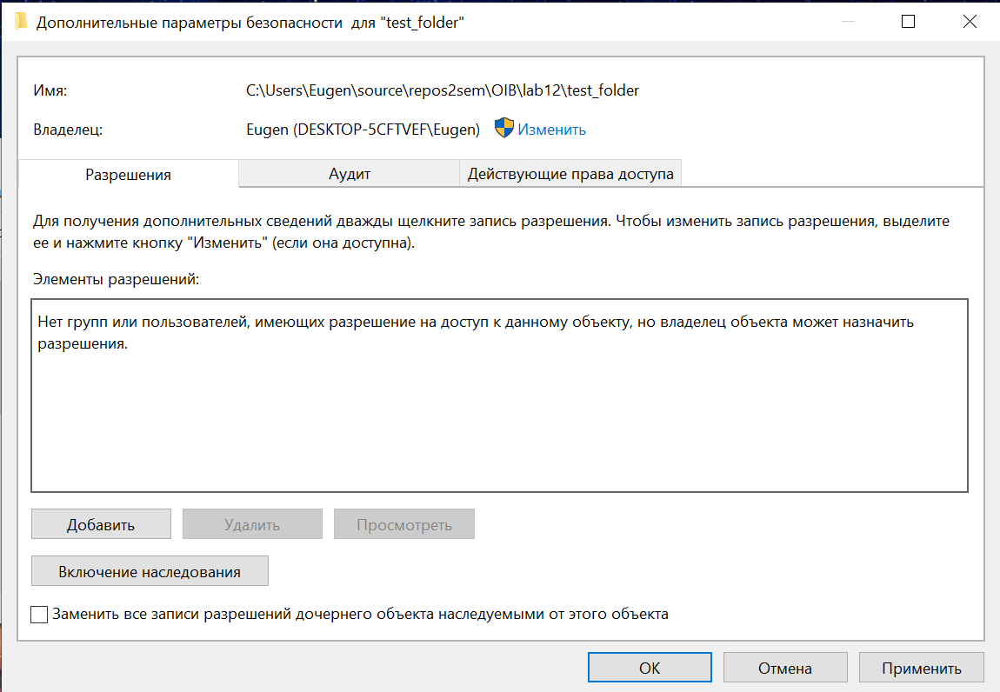 Дополнительные параметры безопасности для "test_folder"
Имя: C:\Users\Eugen\source\repos2sem\OIB\lab12\test_folder
Владелец: Eugen (DESKTOP-5CFTVEF\Eugen) Изменить
Разрешения Аудит Действующие права доступа
Для получения дополнительных сведений дважды щелкните запись разрешения. Чтобы изменить запись разрешения, выделите
ее и нажмите кнопку "Изменить" (если она доступна).
Элементы разрешений:
Нет групп или пользователей, имеющих разрешение на доступ к данному объекту, но владелец объекта может назначить
разрешения.
Добавить Удалить Просмотреть
Включение наследования
Заменить все записи разрешений дочернего объекта наследуемыми от этого объекта
ОК Отмена Применить